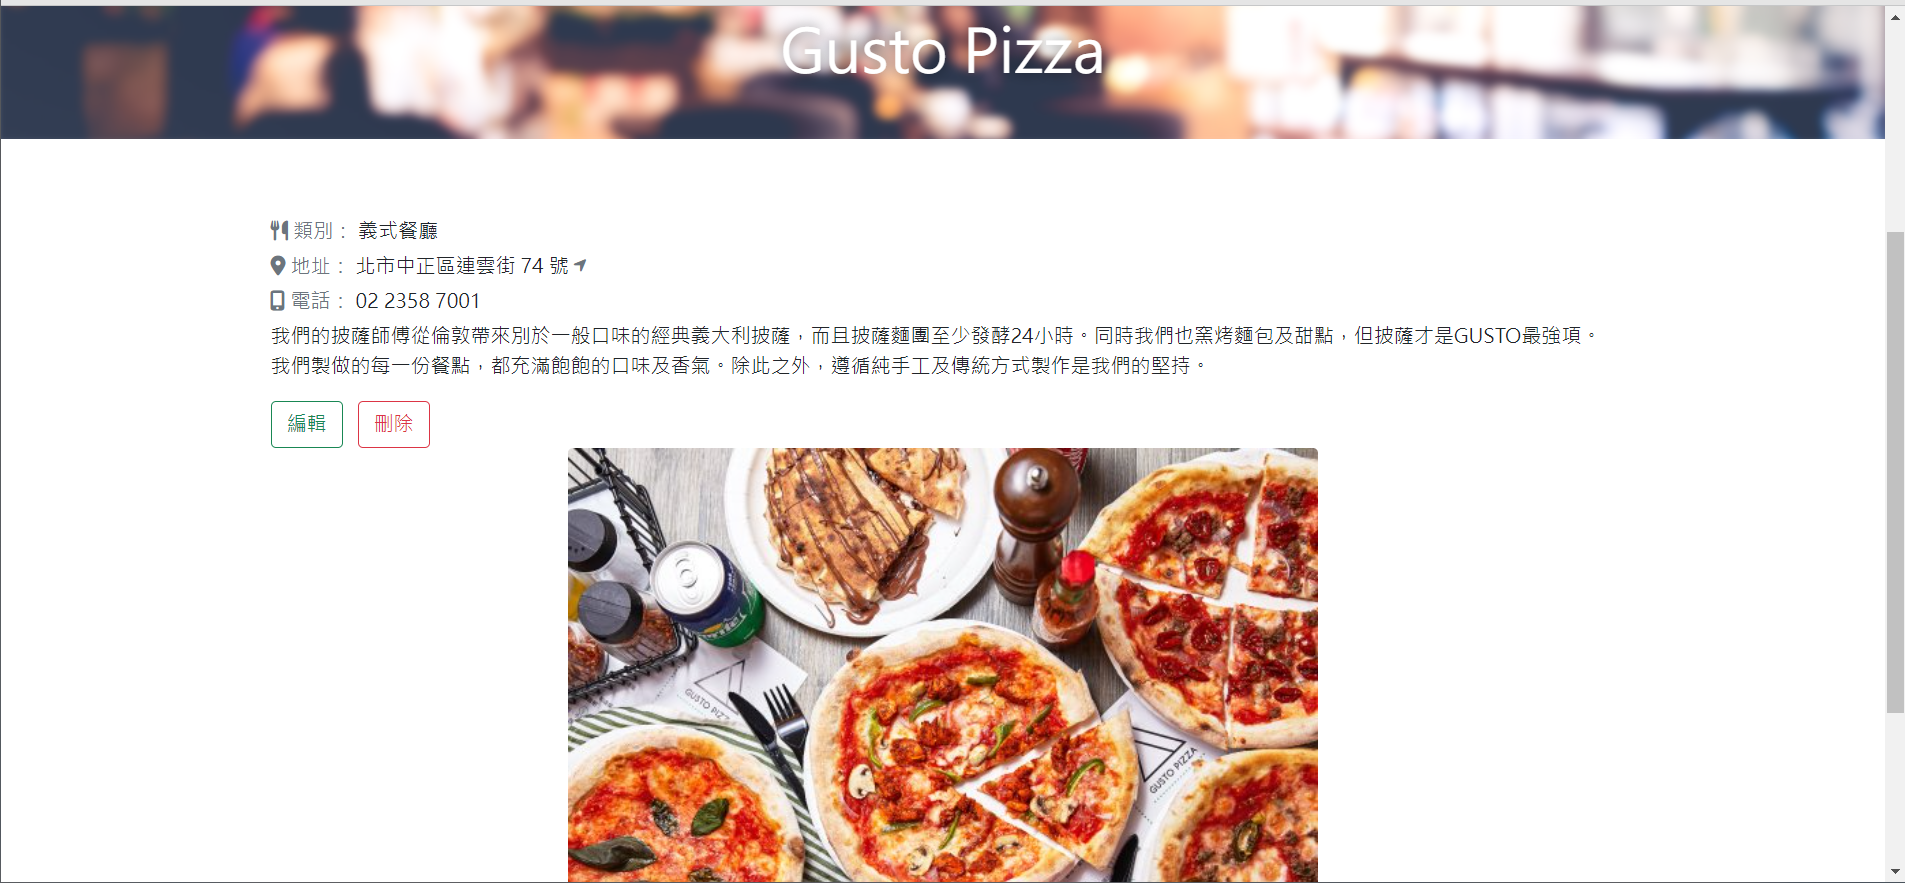 Gusto Pizza
類別： 義式餐廳
地址： 北市中正區連雲街 74 號
電話： 02 2358 7001
我們的披薩師傅從倫敦帶來別於一般口味的經典義大利披薩，而且披薩麵團至少發酵24小時。同時我們也窯烤麵包及甜點，但披薩才是GUSTO最強項。
我們製做的每一份餐點，都充滿飽飽的口味及香氣。除此之外，遵循純手工及傳統方式製作是我們的堅持。
編輯 刪除
GUSTO PIZZ
GUSTO PIZZA